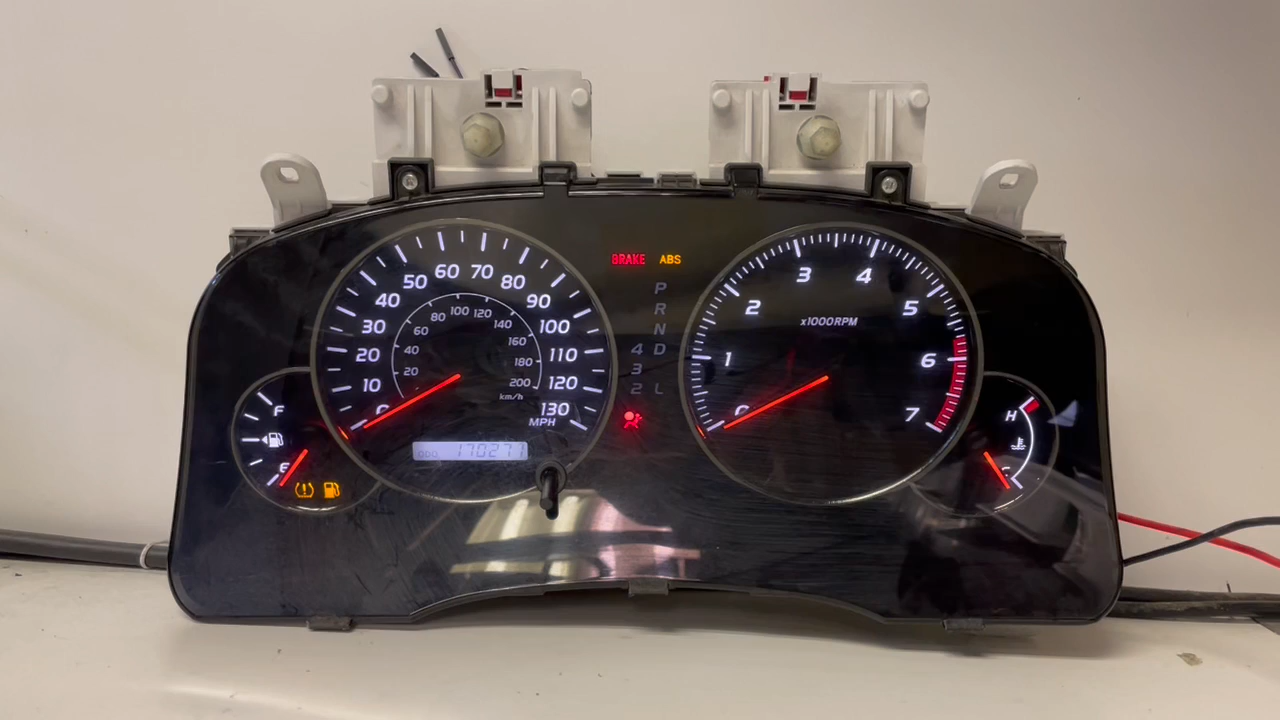 BRAKE ABS
10 20 30 40 50 60 70 80 90 100 110 120 130
MPH
20 40 60 80 100 120 140 160 180 200
km/h
ODO 170271
P
R
N
4 D
3
2 L
1 2 3 4 5 6 7
x1000RPM
F
E
H
C